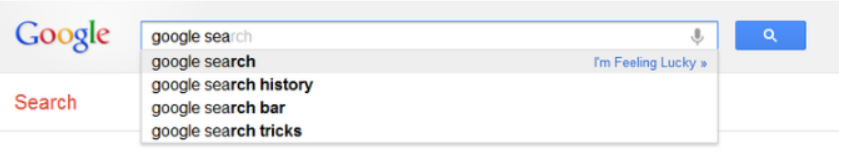 Google
google search
google search I'm Feeling Lucky »
google search history
Search
google search bar
google search tricks